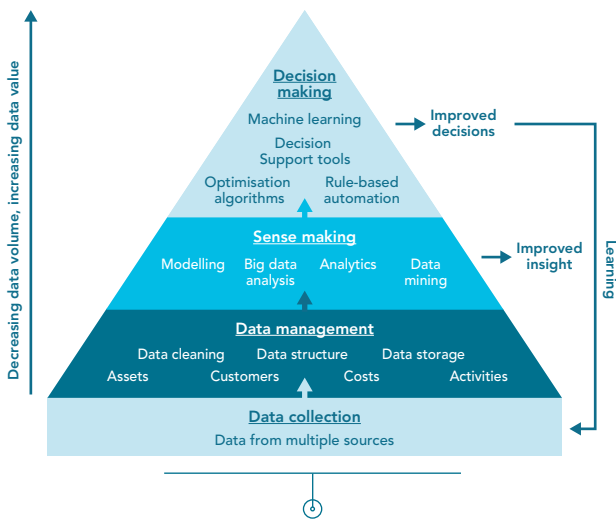 Decreasing data volume, increasing data value
Decision
making
Machine learning
Decision
Support tools
Optimisation
algorithms
Rule-based
automation
Improved
decisions
Sense making
Modelling
Big data
analysis
Analytics
Data
mining
Improved
insight
Learning
Data management
Data cleaning
Data structure
Data storage
Assets
Customers
Costs
Activities
Data collection
Data from multiple sources